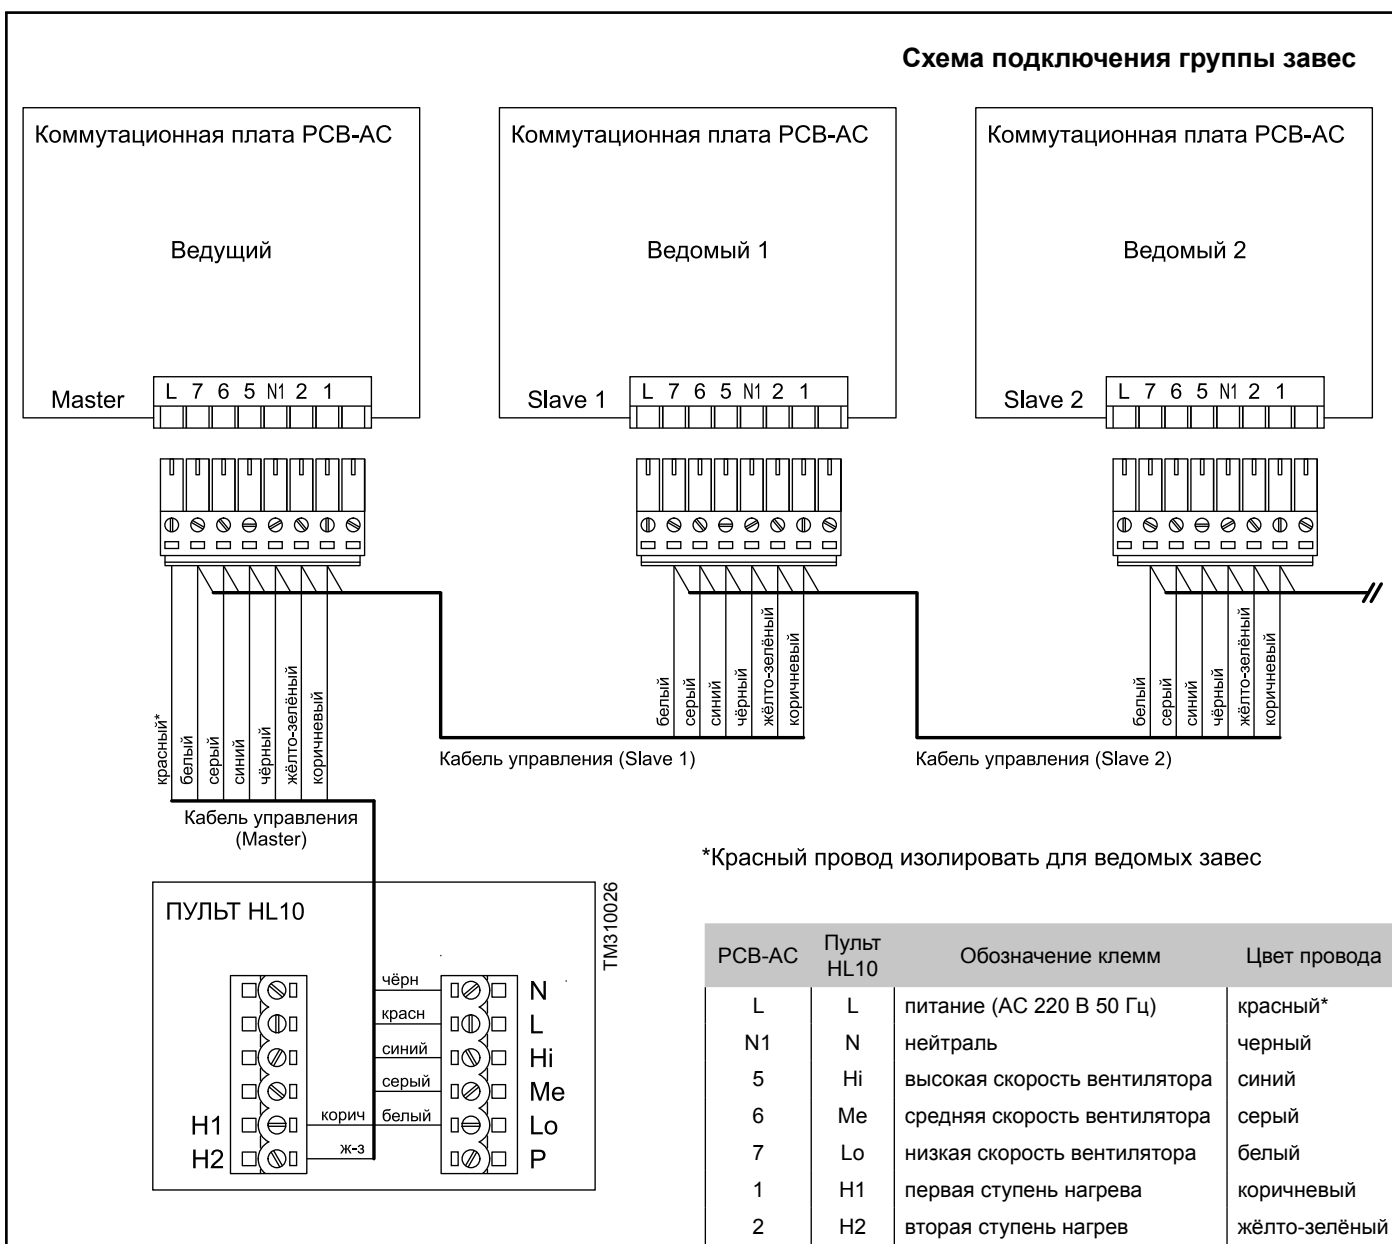 Схема подключения группы завес
Коммутационная плата PCB-AC
Ведущий
Master
L 7 6 5 N1 2 1
Коммутационная плата PCB-AC
Ведомый 1
Slave 1
L 7 6 5 N1 2 1
Коммутационная плата PCB-AC
Ведомый 2
Slave 2
L 7 6 5 N1 2 1
красный*
белый
серый
синий
чёрный
жёлто-зелёный
коричневый
белый
серый
синий
чёрный
жёлто-зелёный
коричневый
белый
серый
синий
чёрный
жёлто-зелёный
коричневый
Кабель управления (Slave 1)
Кабель управления (Slave 2)
Кабель управления
(Master)
*Красный провод изолировать для ведомых завес
ПУЛЬТ HL10
TM310026
чёрн N
красн L
синий Hi
серый Me
H1 корич белый Lo
H2 ж-з P
PCB-AC Пульт HL10 Обозначение клемм Цвет провода
L L питание (AC 220 В 50 Гц) красный*
N1 N нейтраль черный
5 Hi высокая скорость вентилятора синий
6 Me средняя скорость вентилятора серый
7 Lo низкая скорость вентилятора белый
1 H1 первая ступень нагрева коричневый
2 H2 вторая ступень нагрев жёлто-зелёный